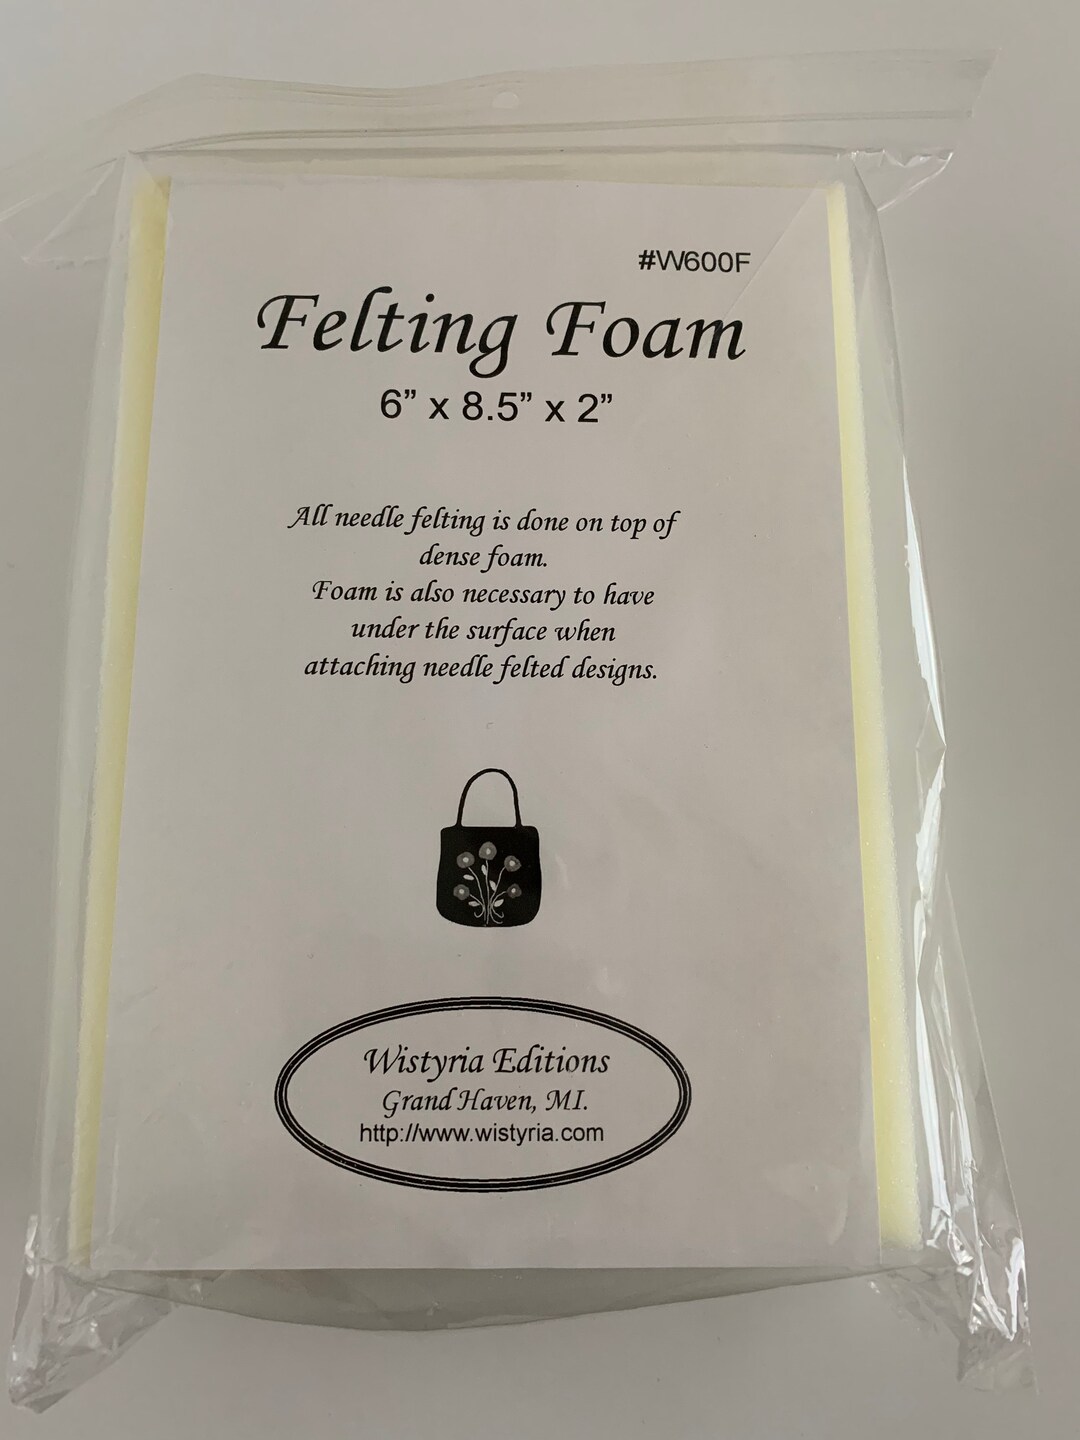 #W600F
Felting Foam
6” x 8.5” x 2”
All needle felting is done on top of
dense foam.
Foam is also necessary to have
under the surface when
attaching needle felted designs.
Wistyria Editions
Grand Haven, MI.
http://www.wistyria.com